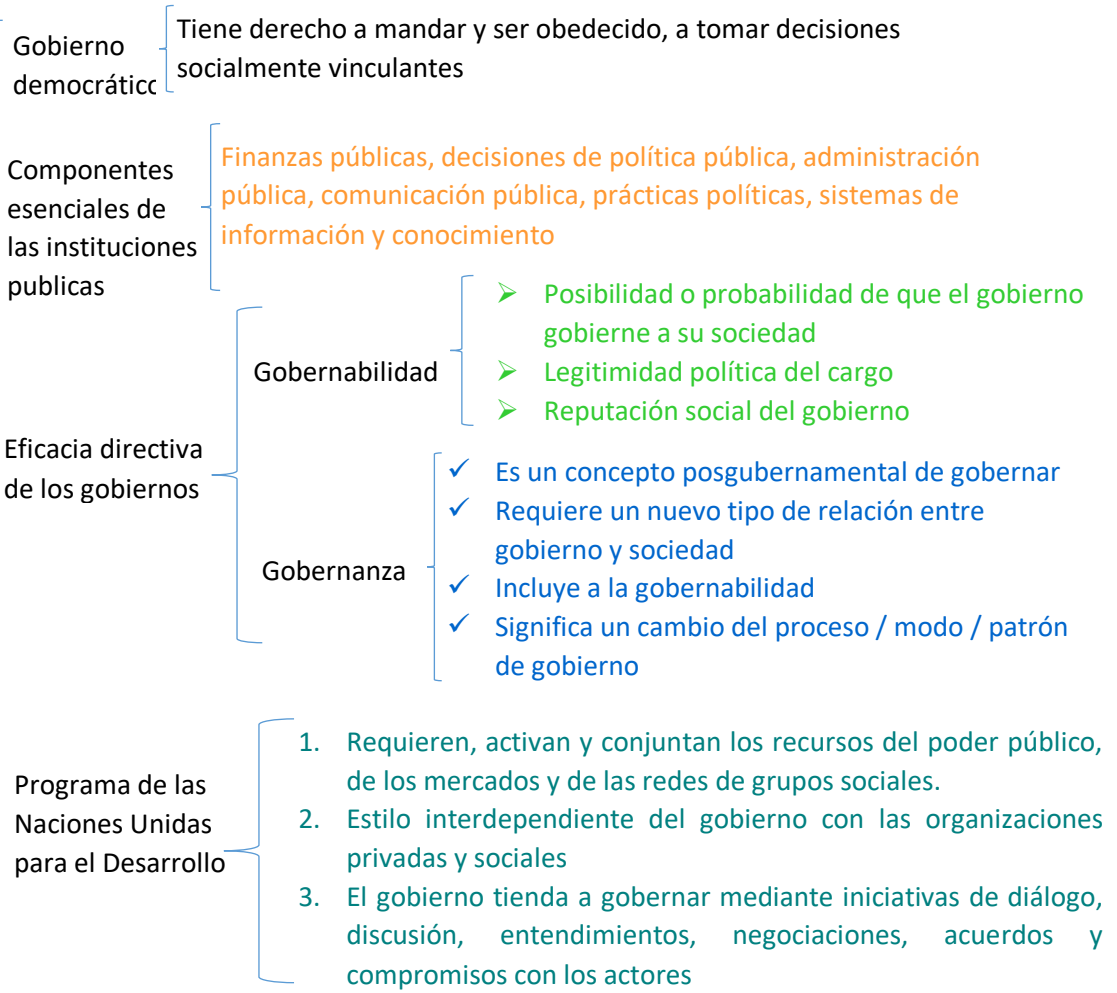 Gobierno
democrático
Tiene derecho a mandar y ser obedecido, a tomar decisiones
socialmente vinculantes
Componentes
esenciales de
las instituciones
publicas
Finanzas públicas, decisiones de política pública, administración
pública, comunicación pública, prácticas políticas, sistemas de
información y conocimiento
Eficacia directiva
de los gobiernos
Gobernabilidad
➢ Posibilidad o probabilidad de que el gobierno
gobierne a su sociedad
➢ Legitimidad política del cargo
➢ Reputación social del gobierno
Gobernanza
✓ Es un concepto posgubernamental de gobernar
✓ Requiere un nuevo tipo de relación entre
gobierno y sociedad
✓ Incluye a la gobernabilidad
✓ Significa un cambio del proceso / modo / patrón
de gobierno
Programa de las
Naciones Unidas
para el Desarrollo
1. Requieren, activan y conjuntan los recursos del poder público,
de los mercados y de las redes de grupos sociales.
2. Estilo interdependiente del gobierno con las organizaciones
privadas y sociales
3. El gobierno tienda a gobernar mediante iniciativas de diálogo,
discusión, entendimientos, negociaciones, acuerdos y
compromisos con los actores